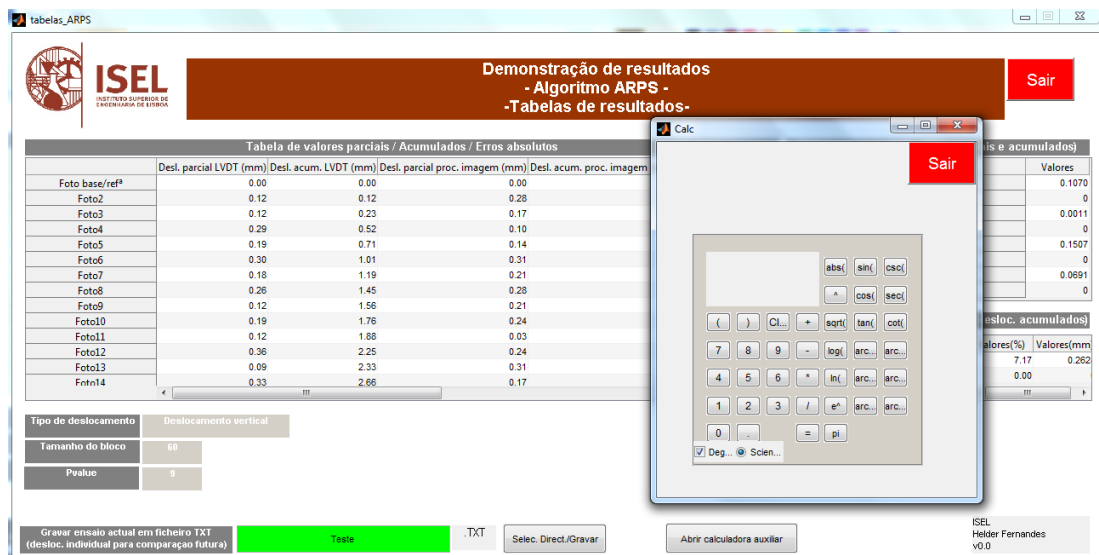 tabelas_ARPS
ISEL
INSTITUTO SUPERIOR DE
ENGENHARIA DE LISBOA
Demonstração de resultados
- Algoritmo ARPS -
-Tabelas de resultados-
Sair
Tabela de valores parciais / Acumulados / Erros absolutos
Desl. parcial LVDT (mm) Desl. acum. LVDT (mm) Desl. parcial proc. imagem (mm) Desl. acum. proc. imagem
Foto base/refª 0.00 0.00 0.00
Foto2 0.12 0.12 0.28
Foto3 0.12 0.23 0.17
Foto4 0.29 0.52 0.10
Foto5 0.19 0.71 0.14
Foto6 0.30 1.01 0.31
Foto7 0.18 1.19 0.21
Foto8 0.26 1.45 0.28
Foto9 0.12 1.56 0.21
Foto10 0.19 1.76 0.24
Foto11 0.12 1.88 0.03
Foto12 0.36 2.25 0.24
Foto13 0.09 2.33 0.31
Foto14 0.33 2.66 0.17
Calc
Sair
abs( sin( csc(
^ cos( sec(
( ) Cl... + sqrt( tan( cot(
7 8 9 - log( arc... arc...
4 5 6 * ln( arc... arc...
1 2 3 / e^ arc... arc...
0 . = pi
Deg... Scien...
is e acumulados)
Valores
0.1070
0
0.0011
0
0.1507
0
0.0691
0
esloc. acumulados)
alores(%) Valores(mm
7.17 0.262
0.00
Tipo de deslocamento Deslocamento vertical
Tamanho do bloco 60
Pvalue 9
Gravar ensaio actual em ficheiro TXT
(desloc. individual para comparaçao futura)
Teste
.TXT
Selec. Direct./Gravar
Abrir calculadora auxiliar
ISEL
Helder Fernandes
v0.0